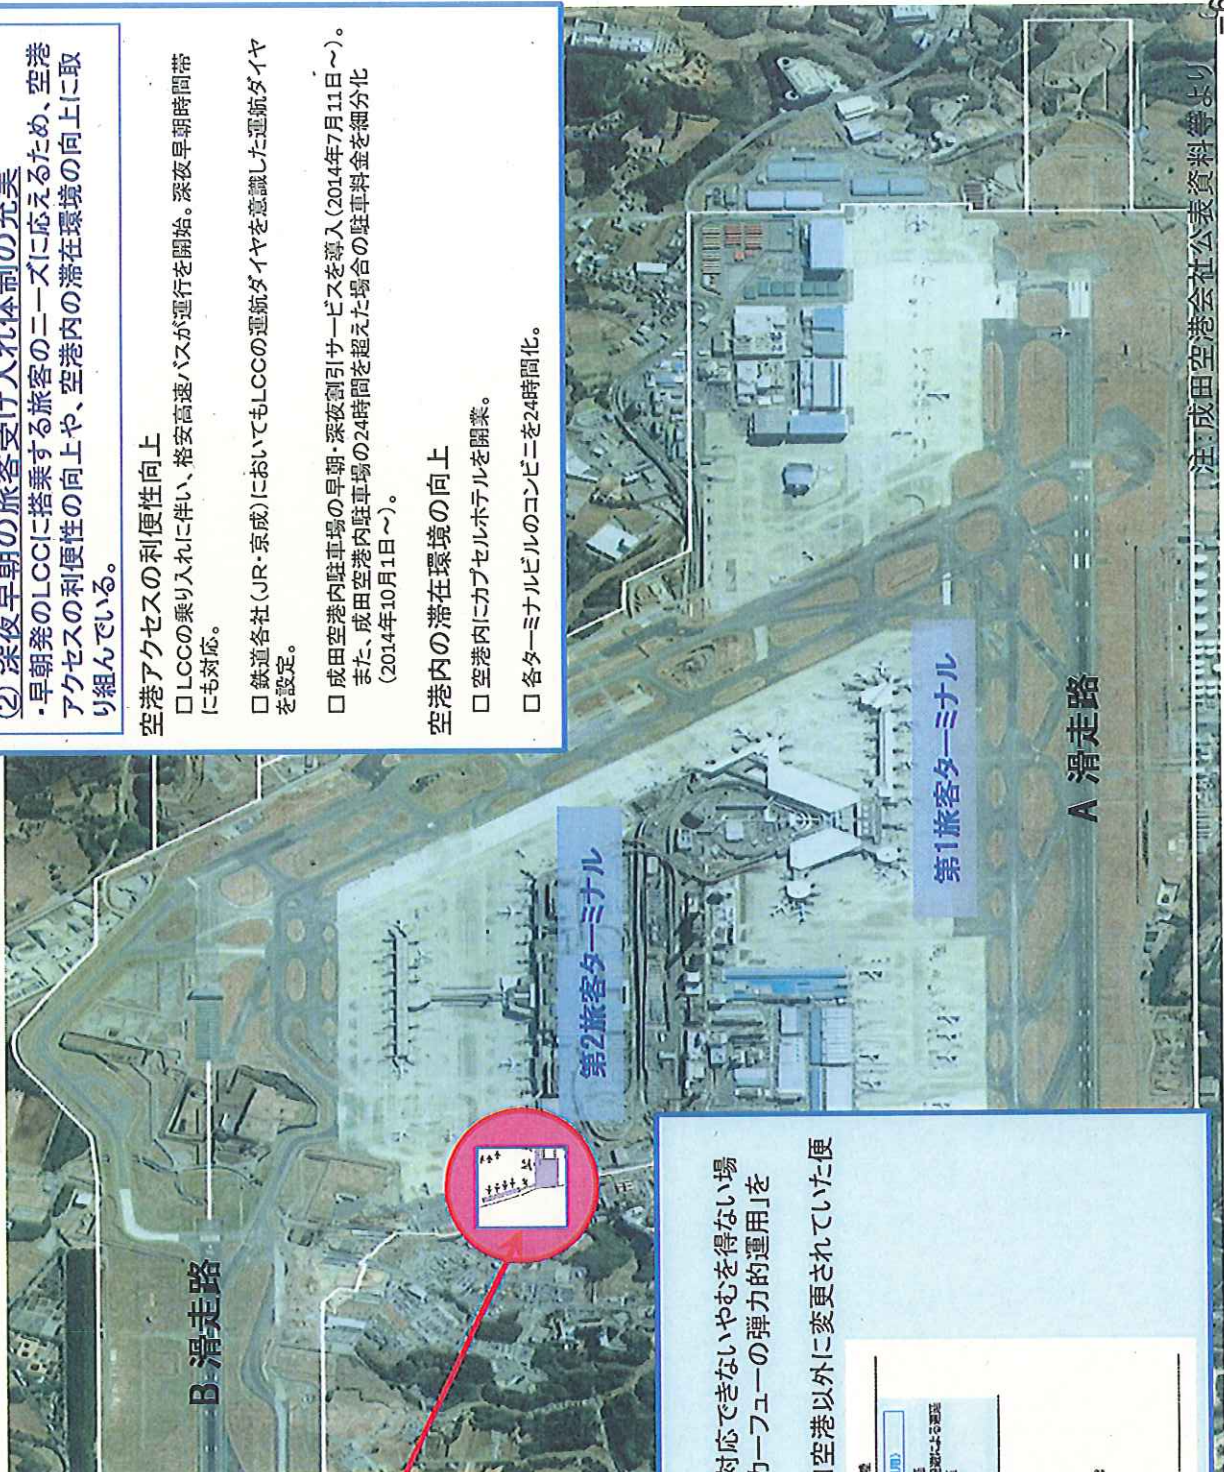 (2) 深夜早朝の旅客受け入れ体制の充実
・早朝発のLCCに搭乗する旅客のニーズに応えるため、空港
アクセスの利便性の向上や、空港内の滞在環境の向上に取
り組んでいる。
空港アクセスの利便性向上
□ LCCの乗り入れに伴い、格安高速バスが運行を開始。深夜早朝時間帯
にも対応。
□ 鉄道各社(JR・京成)においてもLCCの運航ダイヤを意識した運航ダイヤ
を設定。
□ 成田空港内駐車場の早朝・深夜割引サービスを導入(2014年7月11日~)。
また、成田空港内駐車場の24時間を超えた場合の駐車料金を細分化
(2014年10月1日~)。
空港内の滞在環境の向上
□ 空港内にカプセルホテルを開業。
□ 各ターミナルビルのコンビニを24時間化。
B 滑走路
第2旅客ターミナル
第1旅客ターミナル
A 滑走路
対応できないやむを得ない場
カーフューの弾力的運用」を
空港以外に変更されていた便
注:成田空港会社公表資料等より